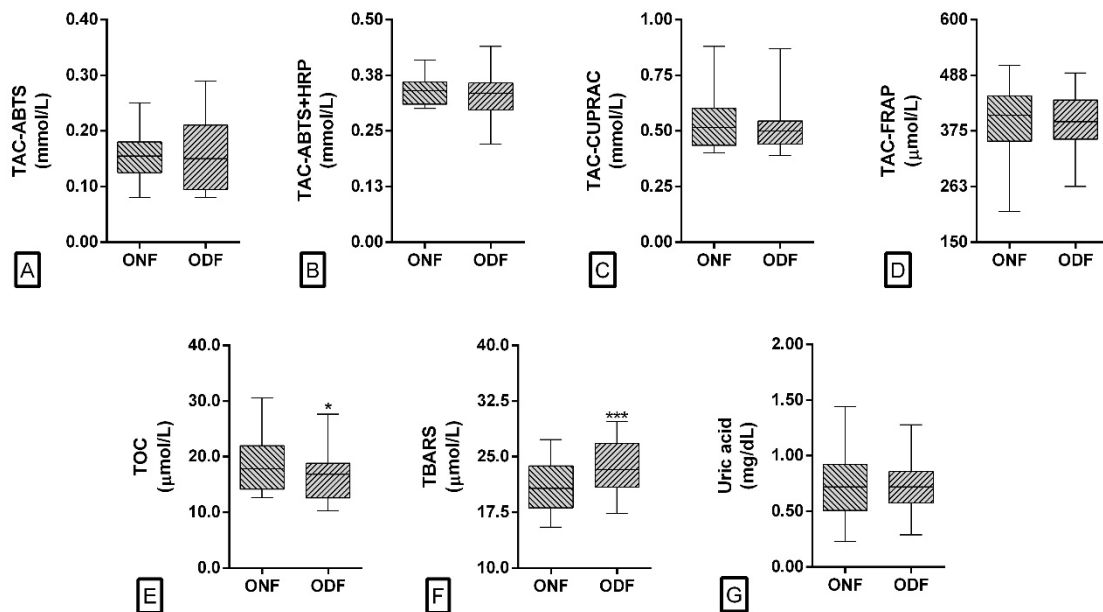 TAC-ABTS
(mmol/L)
0.40
0.30
0.20
0.10
0.00
ONF ODF
A
TAC-ABTS+HRP
(mmol/L)
0.50
0.38
0.25
0.13
0.00
ONF ODF
B
TAC-CUPRAC
(mmol/L)
1.00
0.75
0.50
0.25
0.00
ONF ODF
C
TAC-FRAP
(µmol/L)
600
488
375
263
150
ONF ODF
D
TOC
(µmol/L)
40.0
30.0
20.0
10.0
0.0
*
ONF ODF
E
TBARS
(µmol/L)
40.0
32.5
25.0
17.5
10.0
***
ONF ODF
F
Uric acid
(mg/dL)
2.00
1.50
1.00
0.50
0.00
ONF ODF
G